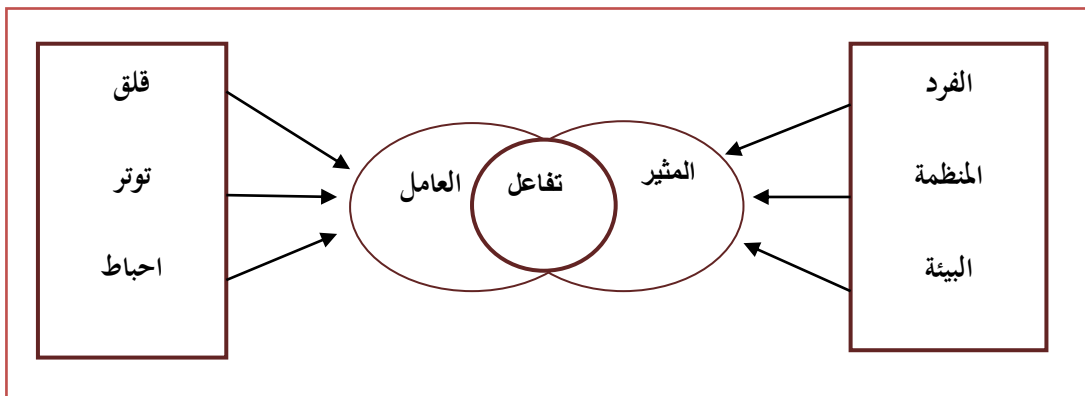 الفرد
المنظمة
البيئة
المثير
تفاعل
العامل
قلق
توتر
احباط